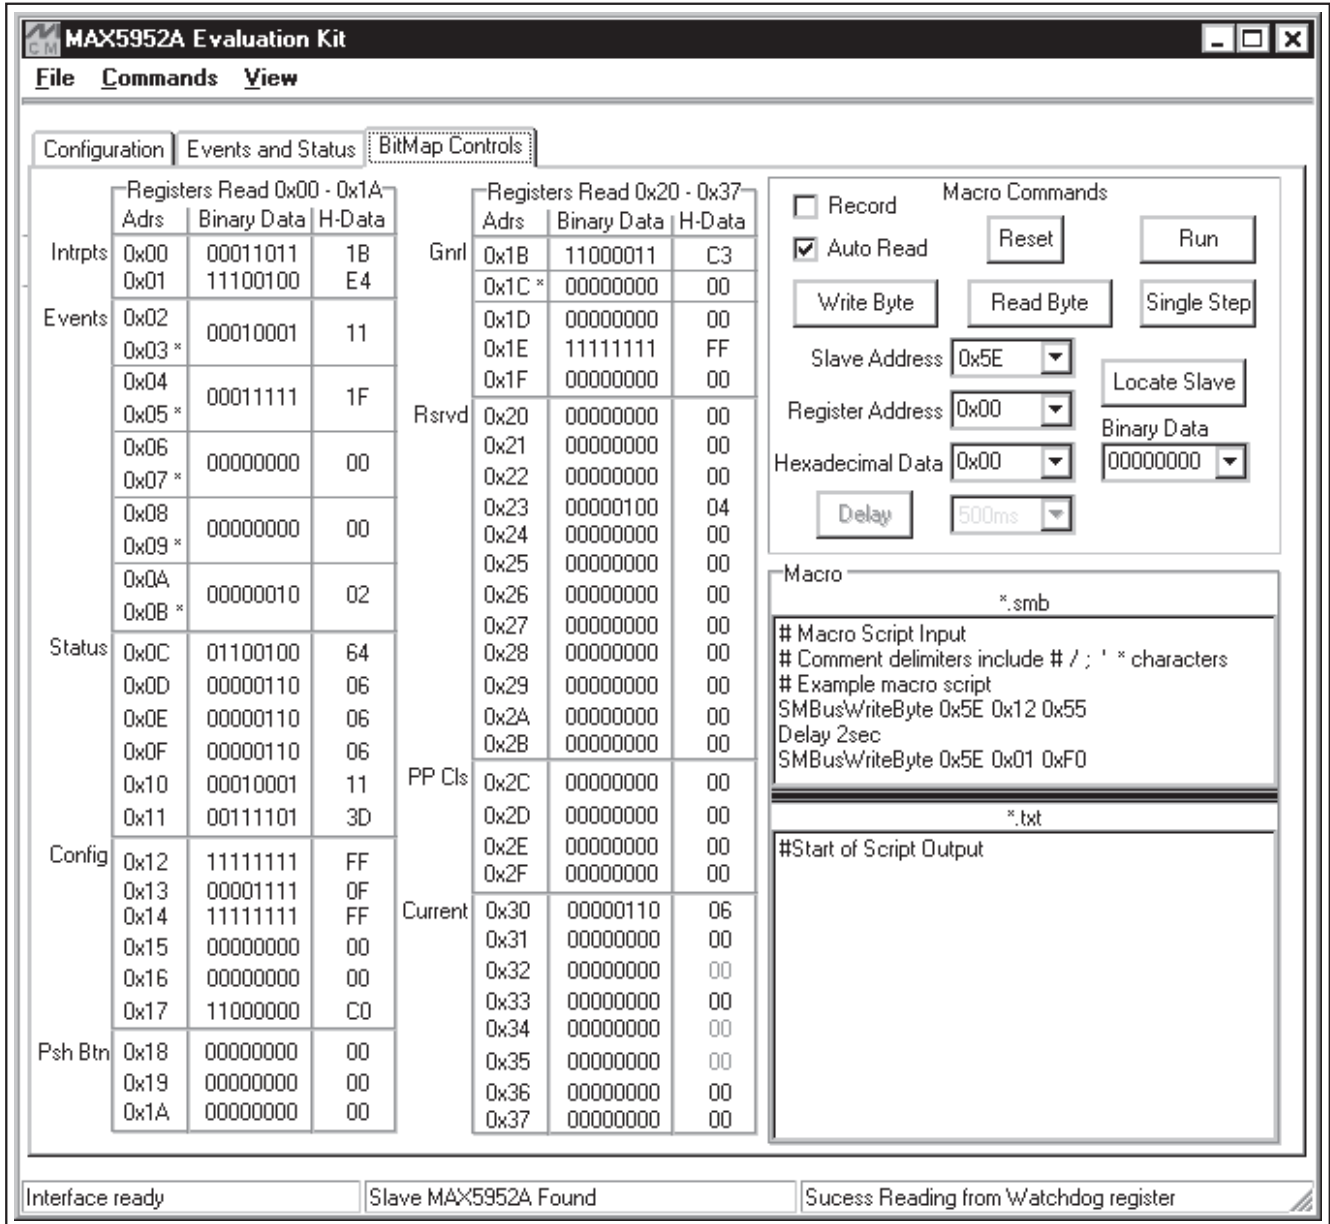 CM
MAX5952A Evaluation Kit
File Commands View
Configuration Events and Status BitMap Controls
Registers Read 0x00 - 0x1A
Adrs Binary Data H-Data
Intrpts 0x00 00011011 1B
0x01 11100100 E4
Events 0x02
0x03 * 00010001 11
0x04
0x05 * 00011111 1F
0x06
0x07 * 00000000 00
0x08
0x09 * 00000000 00
0x0A
0x0B * 00000010 02
Status 0x0C 01100100 64
0x0D 00000110 06
0x0E 00000110 06
0x0F 00000110 06
0x10 00010001 11
0x11 00111101 3D
Config 0x12 11111111 FF
0x13 00001111 0F
0x14 11111111 FF
0x15 00000000 00
0x16 00000000 00
0x17 11000000 C0
Psh Btn 0x18 00000000 00
0x19 00000000 00
0x1A 00000000 00
Registers Read 0x20 - 0x37
Adrs Binary Data H-Data
Gnrl 0x1B 11000011 C3
0x1C * 00000000 00
0x1D 00000000 00
0x1E 11111111 FF
0x1F 00000000 00
Rsrvd 0x20 00000000 00
0x21 00000000 00
0x22 00000000 00
0x23 00000100 04
0x24 00000000 00
0x25 00000000 00
0x26 00000000 00
0x27 00000000 00
0x28 00000000 00
0x29 00000000 00
0x2A 00000000 00
0x2B 00000000 00
PP Cls 0x2C 00000000 00
0x2D 00000000 00
0x2E 00000000 00
0x2F 00000000 00
Current 0x30 00000110 06
0x31 00000000 00
0x32 00000000 00
0x33 00000000 00
0x34 00000000 00
0x35 00000000 00
0x36 00000000 00
0x37 00000000 00
Macro Commands
Record
Auto Read
Reset Run
Write Byte Read Byte Single Step
Slave Address 0x5E
Locate Slave
Register Address 0x00
Binary Data
Hexadecimal Data 0x00 00000000
Delay 500ms
Macro
*.smb
# Macro Script Input
# Comment delimiters include # / ; ' * characters
# Example macro script
SMBusWriteByte 0x5E 0x12 0x55
Delay 2sec
SMBusWriteByte 0x5E 0x01 0xF0
*.txt
#Start of Script Output
Interface ready Slave MAX5952A Found Sucess Reading from Watchdog register